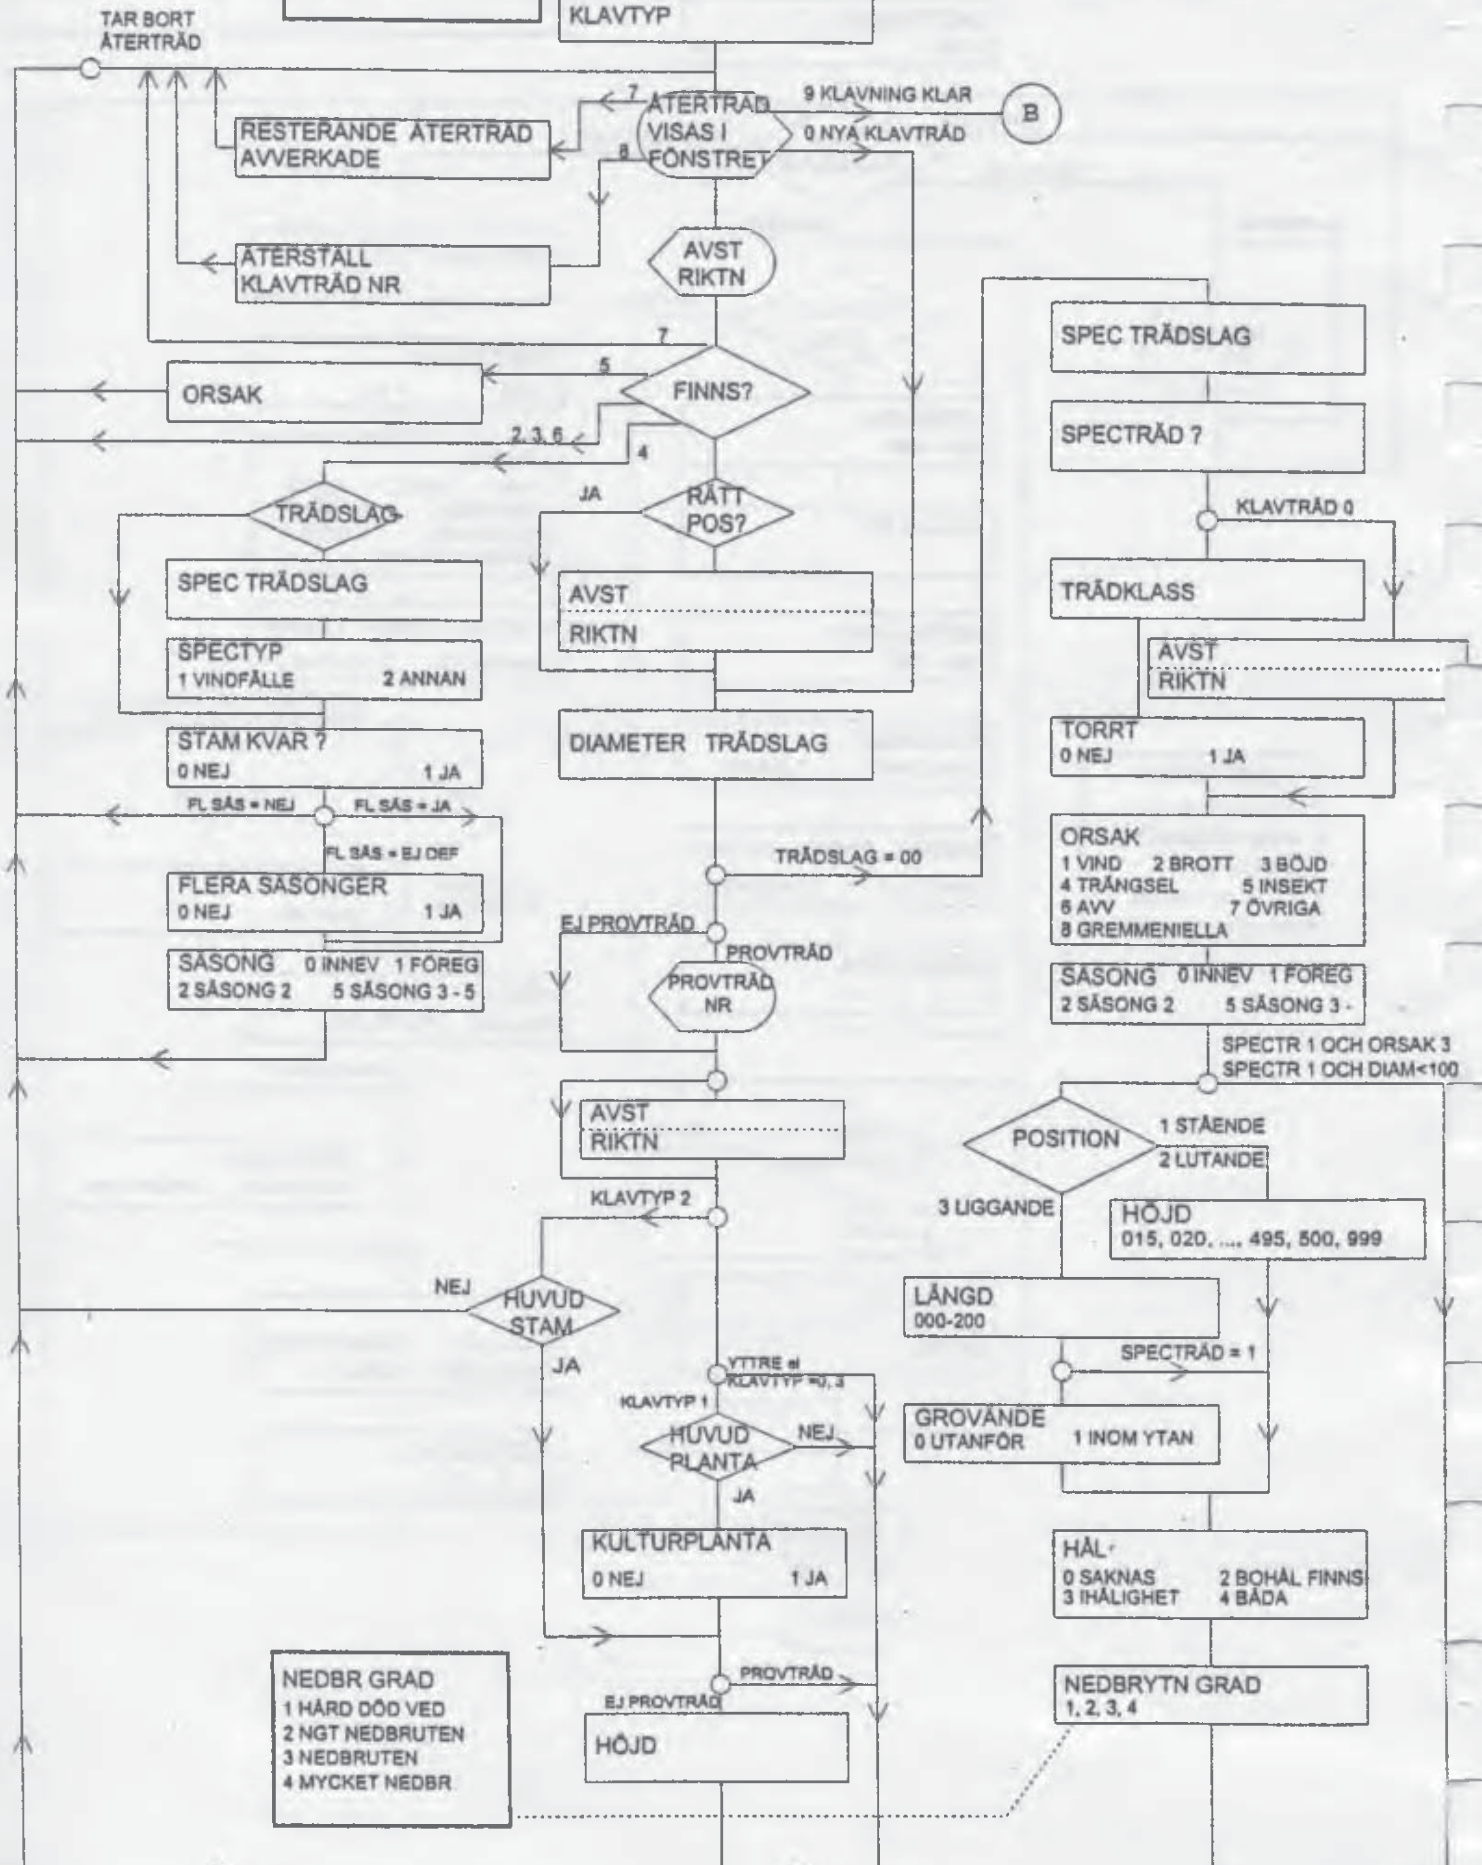 KLAVTYP
TAR BORT
ÅTERTRÄD
7
ÅTERTRÄD
VISAS I
FÖNSTRET
8
9 KLAVNING KLAR
B
0 NYA KLAVTRÄD
RESTERANDE ÅTERTRÄD
AVVERKADE
ÅTERSTÄLL
KLAVTRÄD NR
AVST
RIKTN
7
5
FINNS?
ORSAK
2, 3, 6
4
TRÄDSLAG
SPEC TRÄDSLAG
SPECTYP
1 VINDFÄLLE 2 ANNAN
STAM KVAR ?
0 NEJ 1 JA
FL SÄS = NEJ
FL SÄS = JA
FL SÄS = EJ DEF
FLERA SÄSONGER
0 NEJ 1 JA
SÄSONG 0 INNEV 1 FÖREG
2 SÄSONG 2 5 SÄSONG 3 - 5
JA
RÄTT
POS?
AVST
RIKTN
DIAMETER TRÄDSLAG
TRÄDSLAG = 00
EJ PROVTRÄD
PROVTRÄD
PROVTRÄD
NR
AVST
RIKTN
KLAVTYP 2
NEJ
HUVUD
STAM
JA
YTTRE el
KLAVTYP =0, 3
KLAVTYP 1
HUVUD
PLANTA
NEJ
JA
KULTURPLANTA
0 NEJ 1 JA
PROVTRÄD
EJ PROVTRÄD
HÖJD
NEDBR GRAD
1 HÅRD DÖD VED
2 NGT NEDBRUTEN
3 NEDBRUTEN
4 MYCKET NEDBR
SPEC TRÄDSLAG
SPECTRÄD ?
KLAVTRÄD 0
TRÄDKLASS
AVST
RIKTN
TORRT
0 NEJ 1 JA
ORSAK
1 VIND 2 BROTT 3 BÖJD
4 TRÄNGSEL 5 INSEKT
6 AVV 7 ÖVRIGA
8 GREMMENIELLA
SÄSONG 0 INNEV 1 FÖREG
2 SÄSONG 2 5 SÄSONG 3 -
SPECTR 1 OCH ORSAK 3
SPECTR 1 OCH DIAM<100
POSITION
1 STÅENDE
2 LUTANDE
3 LIGGANDE
HÖJD
015, 020, ..., 495, 500, 999
LÄNGD
000-200
SPECTRÄD = 1
GROVÄNDE
0 UTANFÖR 1 INOM YTAN
HÅL
0 SAKNAS 2 BOHÅL FINNS
3 IHÅLIGHET 4 BÅDA
NEDBRYTN GRAD
1, 2, 3, 4